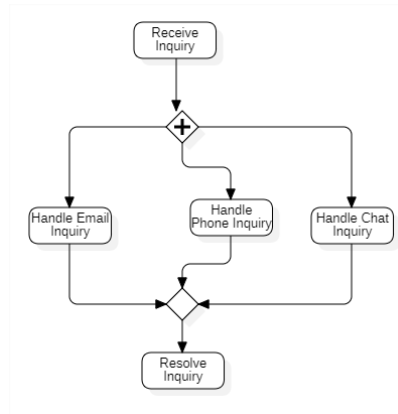 Receive
Inquiry
Handle Email
Inquiry
Handle
Phone Inquiry
Handle Chat
Inquiry
Resolve
Inquiry